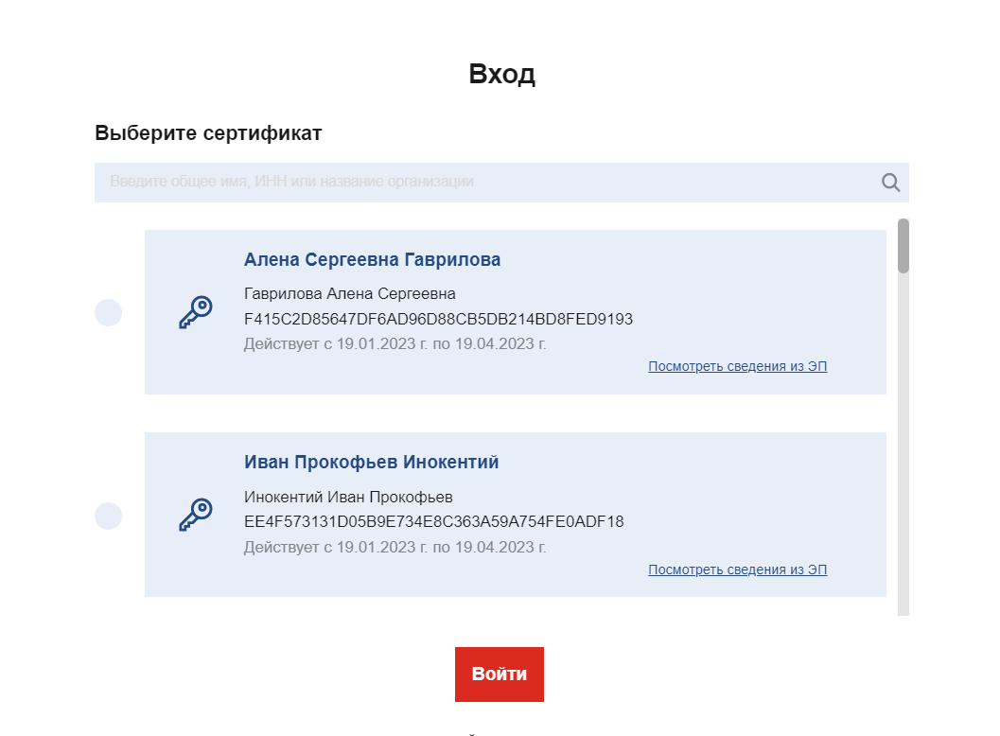 Вход
Выберите сертификат
Введите общее имя, ИНН или название организации
Алена Сергеевна Гаврилова
Гаврилова Алена Сергеевна
F415C2D85647DF6AD96D88CB5DB214BD8FED9193
Действует с 19.01.2023 г. по 19.04.2023 г.
Посмотреть сведения из ЭП
Иван Прокофьев Инокентий
Инокентий Иван Прокофьев
EE4F573131D05B9E734E8C363A59A754FE0ADF18
Действует с 19.01.2023 г. по 19.04.2023 г.
Посмотреть сведения из ЭП
Войти